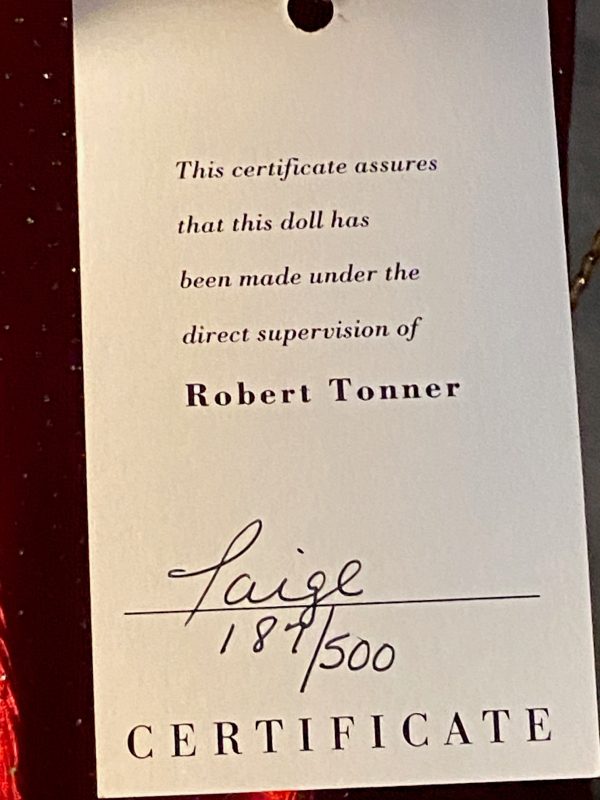 This certificate assures
that this doll has
been made under the
direct supervision of
Robert Tonner
Paige
187/500
CERTIFICATE